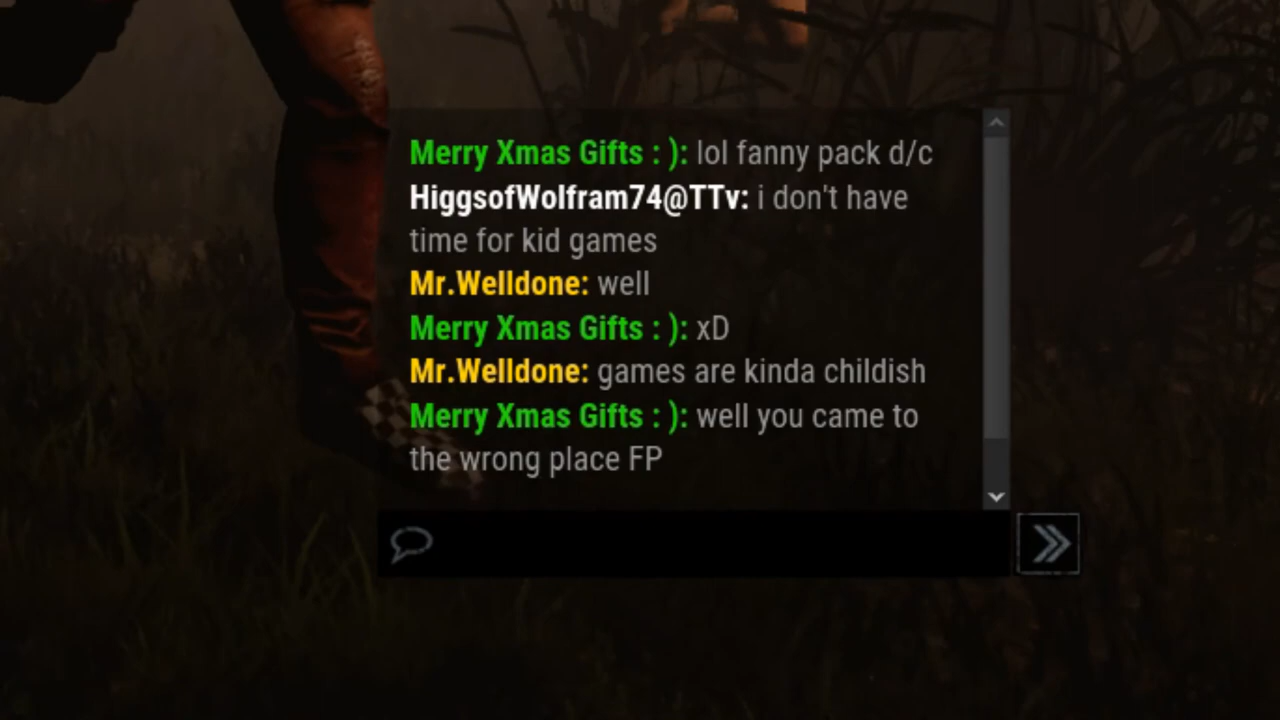 Merry Xmas Gifts : ): lol fanny pack d/c
HiggsofWolfram74@TTv: i don't have
time for kid games
Mr.Welldone: well
Merry Xmas Gifts : ): xD
Mr.Welldone: games are kinda childish
Merry Xmas Gifts : ): well you came to
the wrong place FP